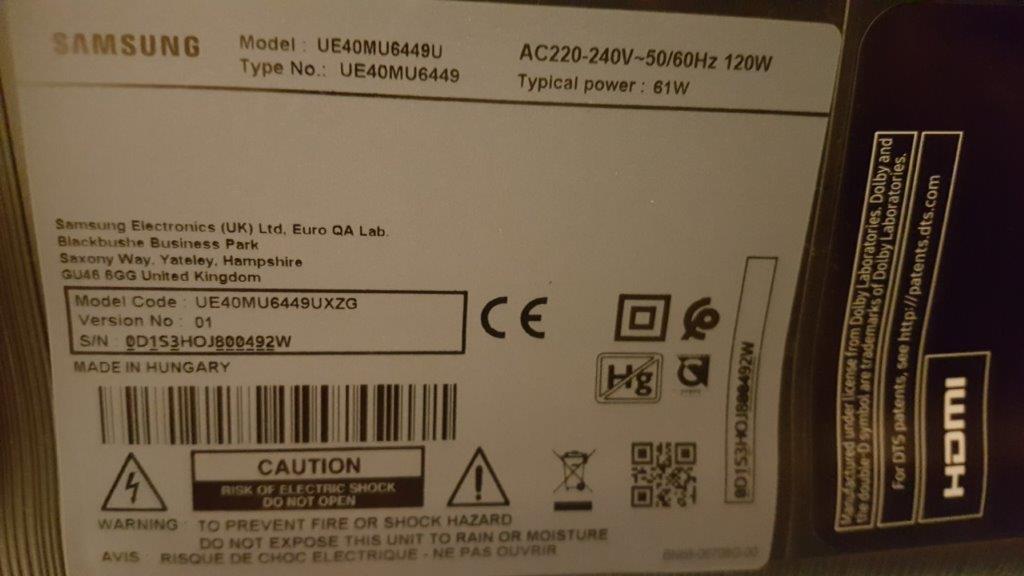 SAMSUNG
Model : UE40MU6449U
Type No.: UE40MU6449
AC220-240V~50/60Hz 120W
Typical power : 61W
Samsung Electronics (UK) Ltd, Euro QA Lab.
Blackbushe Business Park
Saxony Way, Yateley, Hampshire
GU46 6GG United Kingdom
Model Code : UE40MU6449UXZG
Version No : 01
S/N : 0D1S3HOJ800492W
MADE IN HUNGARY
CE
Hg
0D1S3HOJ800492W
CAUTION
RISK OF ELECTRIC SHOCK
DO NOT OPEN
WARNING : TO PREVENT FIRE OR SHOCK HAZARD
DO NOT EXPOSE THIS UNIT TO RAIN OR MOISTURE
AVIS : RISQUE DE CHOC ELECTRIQUE - NE PAS OUVRIR
Manufactured under license from Dolby Laboratories. Dolby and
the double-D symbol are trademarks of Dolby Laboratories.
For DTS patents, see http://patents.dts.com
HDMI